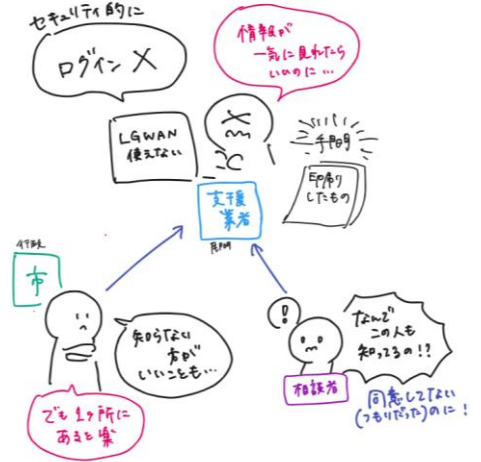 セキュリティ的に
ログイン X
情報が
一気に見れたら
いいのに…
LGWAN
使えない
手間
印刷
したもの
支援
業者
民間
行政
市
知らない
方が
いいことも…
でも1ヶ所に
あると楽
!
なんで
この人も
知ってるの!?
相談者
同意してない
(つもりだった)のに!